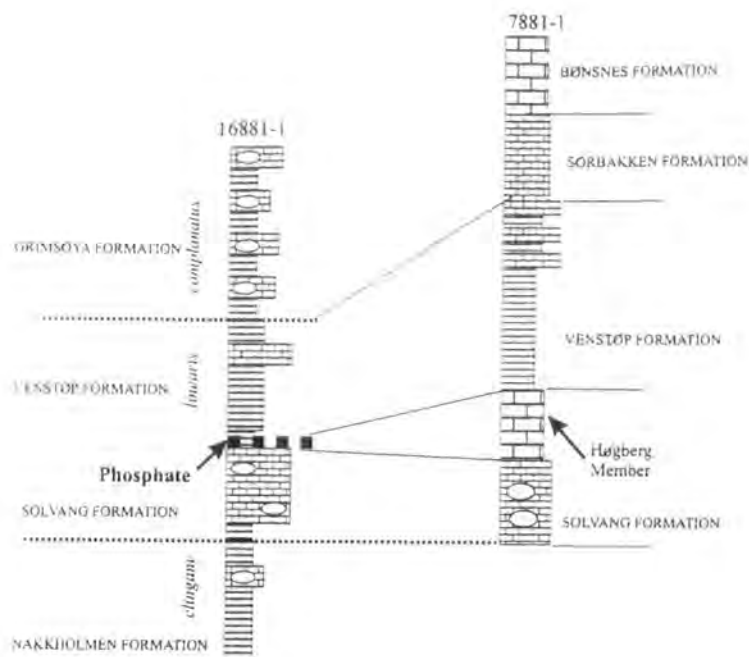 7881-1
BØNSNES FORMATION
16881-1
SØRBAKKEN FORMATION
complanatus
GRIMSØYA FORMATION
VENSTØP FORMATION
linearis
VENSTØP FORMATION
Phosphate
Høgberg
Member
SOLVANG FORMATION
SOLVANG FORMATION
clingani
NAKKHOLMEN FORMATION